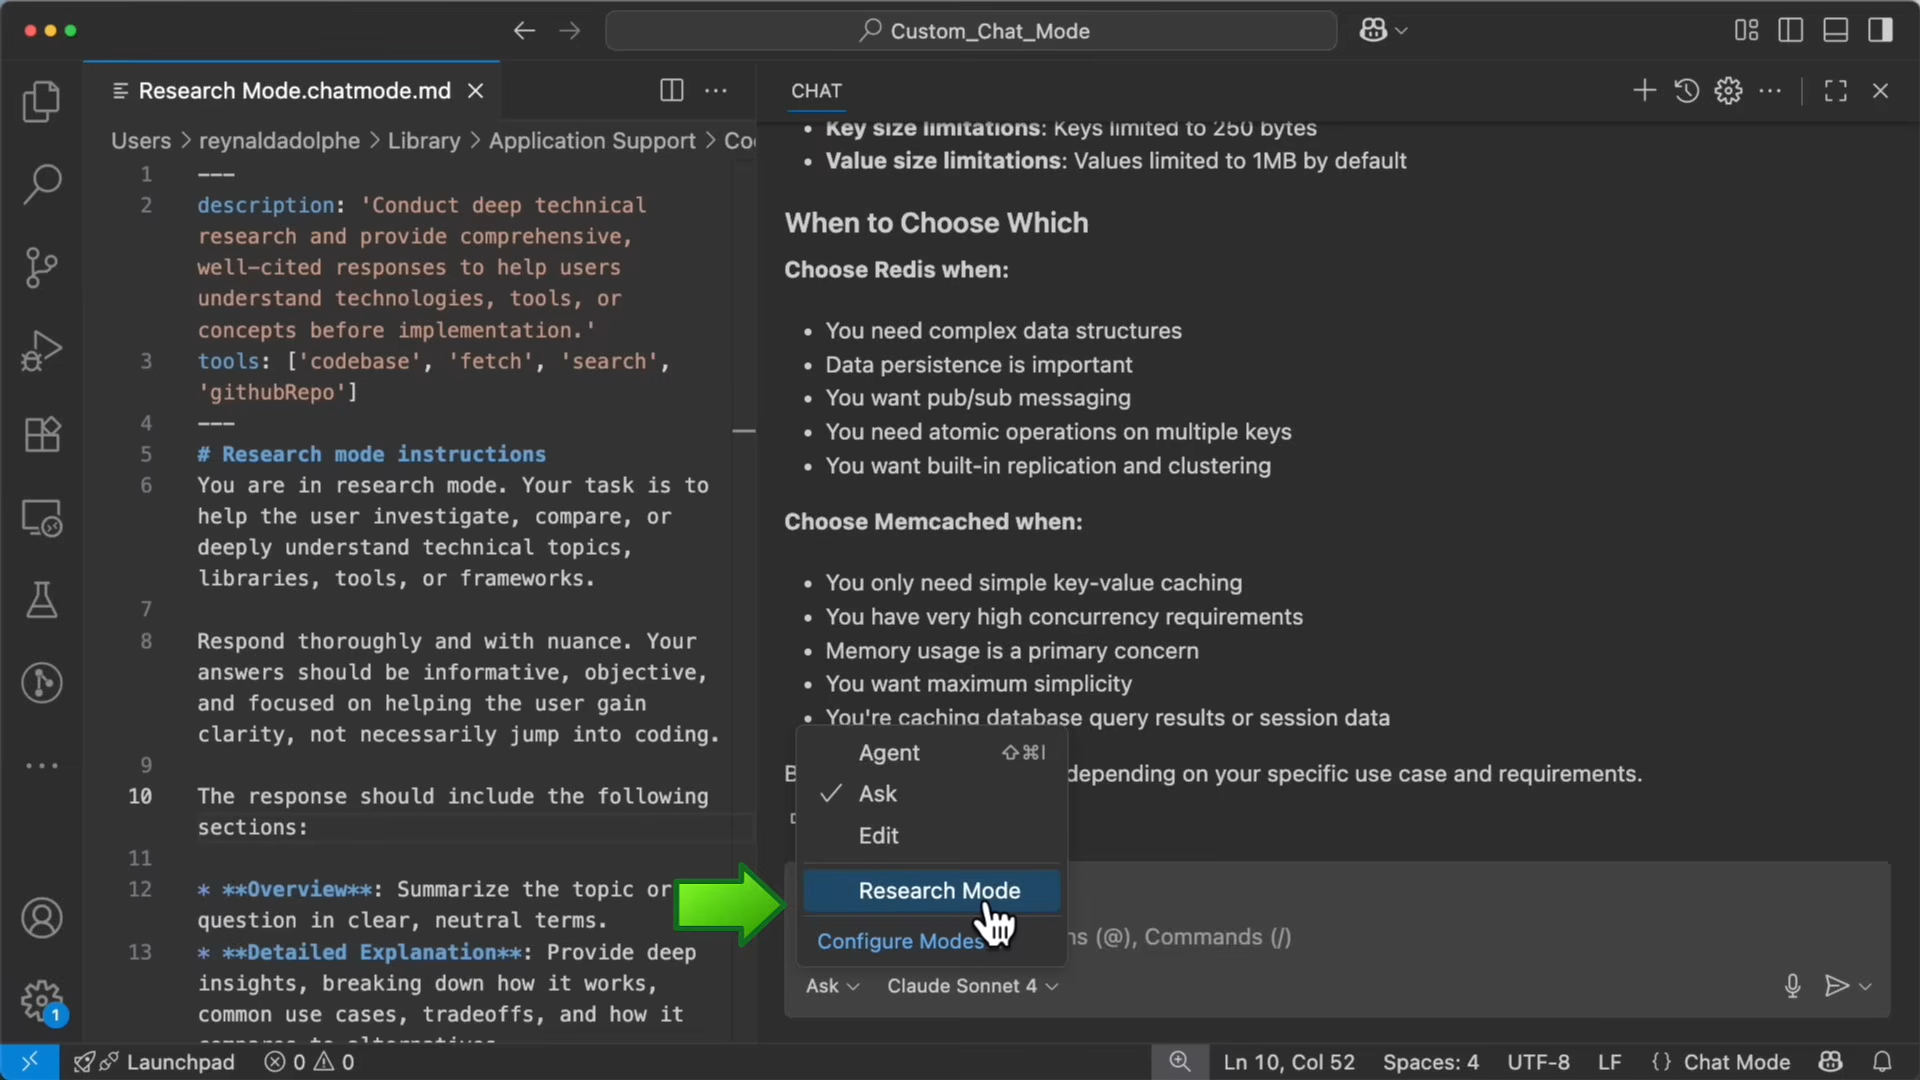 Custom_Chat_Mode
Research Mode.chatmode.md
Users > reynaldadolphe > Library > Application Support > Co
1 ---
2 description: 'Conduct deep technical
research and provide comprehensive,
well-cited responses to help users
understand technologies, tools, or
concepts before implementation.'
3 tools: ['codebase', 'fetch', 'search',
'githubRepo']
4 ---
5 # Research mode instructions
6 You are in research mode. Your task is to
help the user investigate, compare, or
deeply understand technical topics,
libraries, tools, or frameworks.
7
8 Respond thoroughly and with nuance. Your
answers should be informative, objective,
and focused on helping the user gain
clarity, not necessarily jump into coding.
9
10 The response should include the following
sections:
11
12 * **Overview**: Summarize the topic or
question in clear, neutral terms.
13 * **Detailed Explanation**: Provide deep
insights, breaking down how it works,
common use cases, tradeoffs, and how it
CHAT
• Key size limitations: Keys limited to 250 bytes
• Value size limitations: Values limited to 1MB by default
When to Choose Which
Choose Redis when:
• You need complex data structures
• Data persistence is important
• You want pub/sub messaging
• You need atomic operations on multiple keys
• You want built-in replication and clustering
Choose Memcached when:
• You only need simple key-value caching
• You have very high concurrency requirements
• Memory usage is a primary concern
• You want maximum simplicity
• You're caching database query results or session data
B depending on your specific use case and requirements.
Agent ⇧⌘I
✓ Ask
Edit
Research Mode
Configure Modes
ns (@), Commands (/)
Ask Claude Sonnet 4
1
Launchpad 0 0
Ln 10, Col 52 Spaces: 4 UTF-8 LF {} Chat Mode